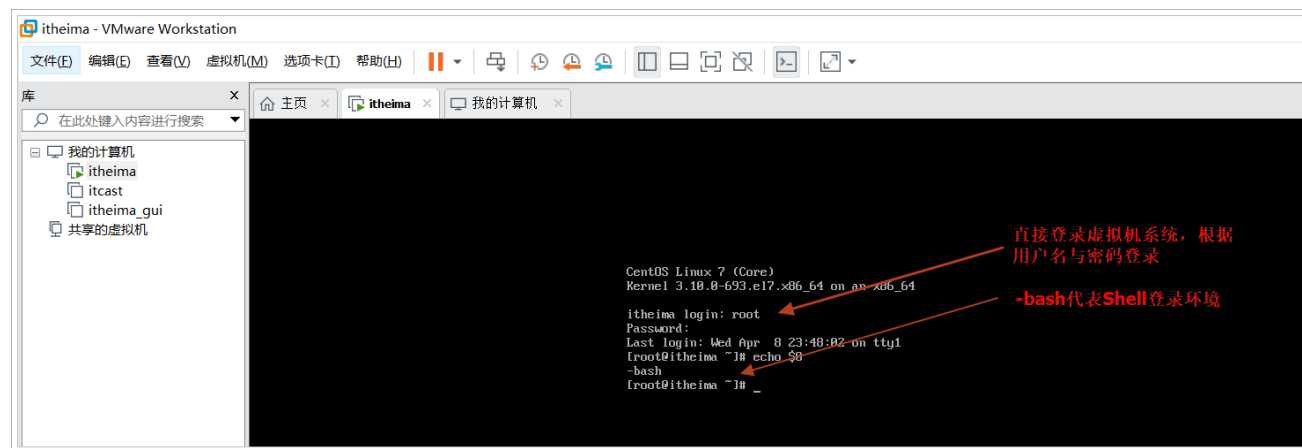 itheima - VMware Workstation
文件(F) 编辑(E) 查看(V) 虚拟机(M) 选项卡(T) 帮助(H)
库 x
在此处键入内容进行搜索
我的计算机
itheima
itcast
itheima_gui
共享的虚拟机
主页 × itheima × 我的计算机 ×
直接登录虚拟机系统，根据
用户名与密码登录
-bash代表Shell登录环境
CentOS Linux 7 (Core)
Kernel 3.10.0-693.el7.x86_64 on an x86_64
itheima login: root
Password:
Last login: Wed Apr 8 23:48:02 on tty1
[root@itheima ~]# echo $0
-bash
[root@itheima ~]# _